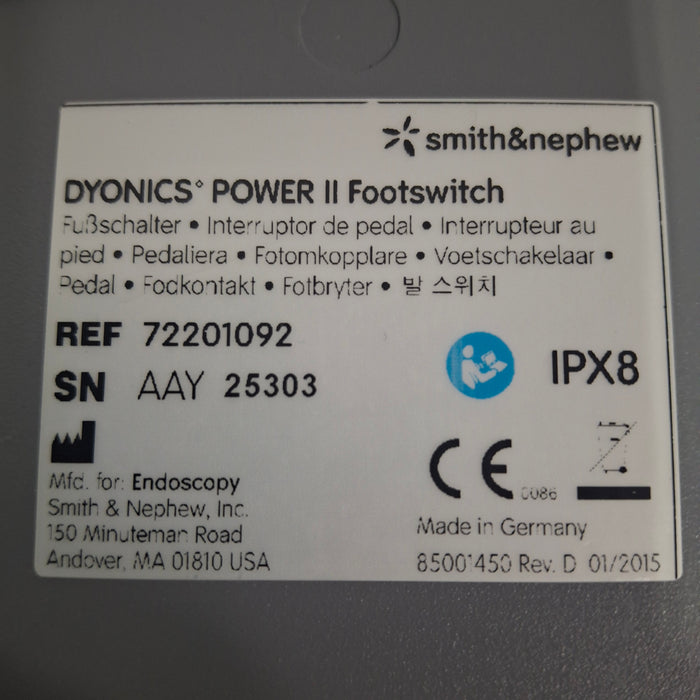 smith&nephew
DYONICS° POWER II Footswitch
Fußschalter • Interruptor de pedal • Interrupteur au
pied • Pedaliera • Fotomkopplare • Voetschakelaar •
Pedal • Fodkontakt • Fotbryter • 발 스위치
REF 72201092
SN AAY 25303
IPX8
Mfd. for: Endoscopy
Smith & Nephew, Inc.
150 Minuteman Road
Andover, MA 01810 USA
CE 0086
Made in Germany
85001450 Rev. D 01/2015